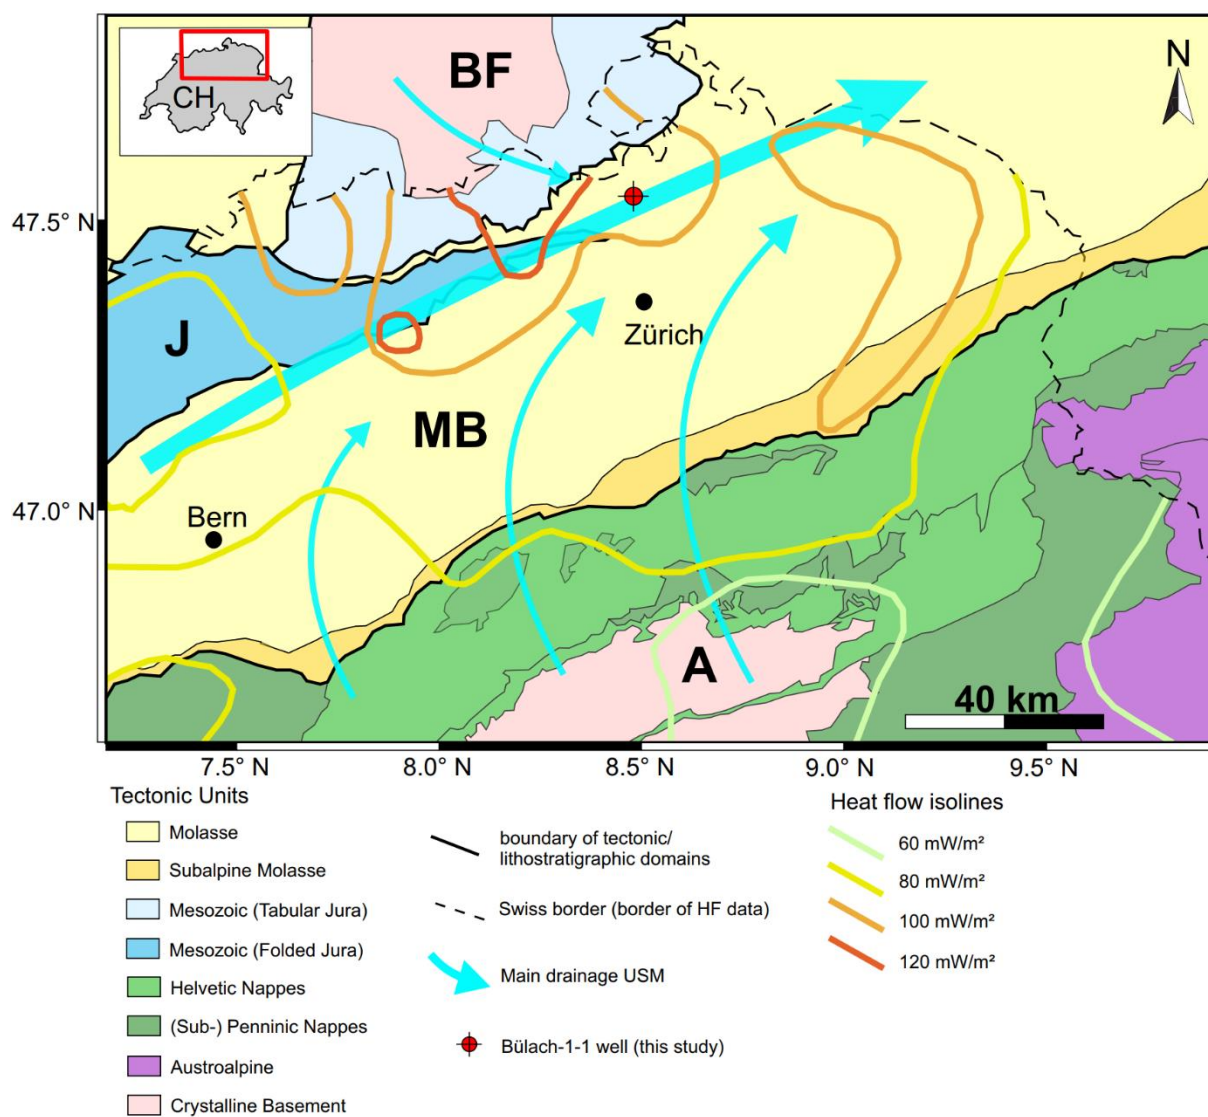 CH
BF
N
47.5° N
J
Zürich
MB
47.0° N
Bern
A
40 km
7.5° N
8.0° N
8.5° N
9.0° N
9.5° N
Tectonic Units
Molasse
Subalpine Molasse
Mesozoic (Tabular Jura)
Mesozoic (Folded Jura)
Helvetic Nappes
(Sub-) Penninic Nappes
Austroalpine
Crystalline Basement
boundary of tectonic/
lithostratigraphic domains
Swiss border (border of HF data)
Main drainage USM
Bülach-1-1 well (this study)
Heat flow isolines
60 mW/m²
80 mW/m²
100 mW/m²
120 mW/m²